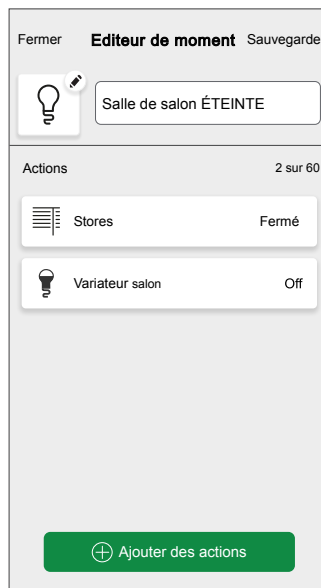 Fermer Editeur de moment Sauvegarde
Salle de salon ÉTEINTE
Actions 2 sur 60
Stores Fermé
Variateur salon Off
Ajouter des actions